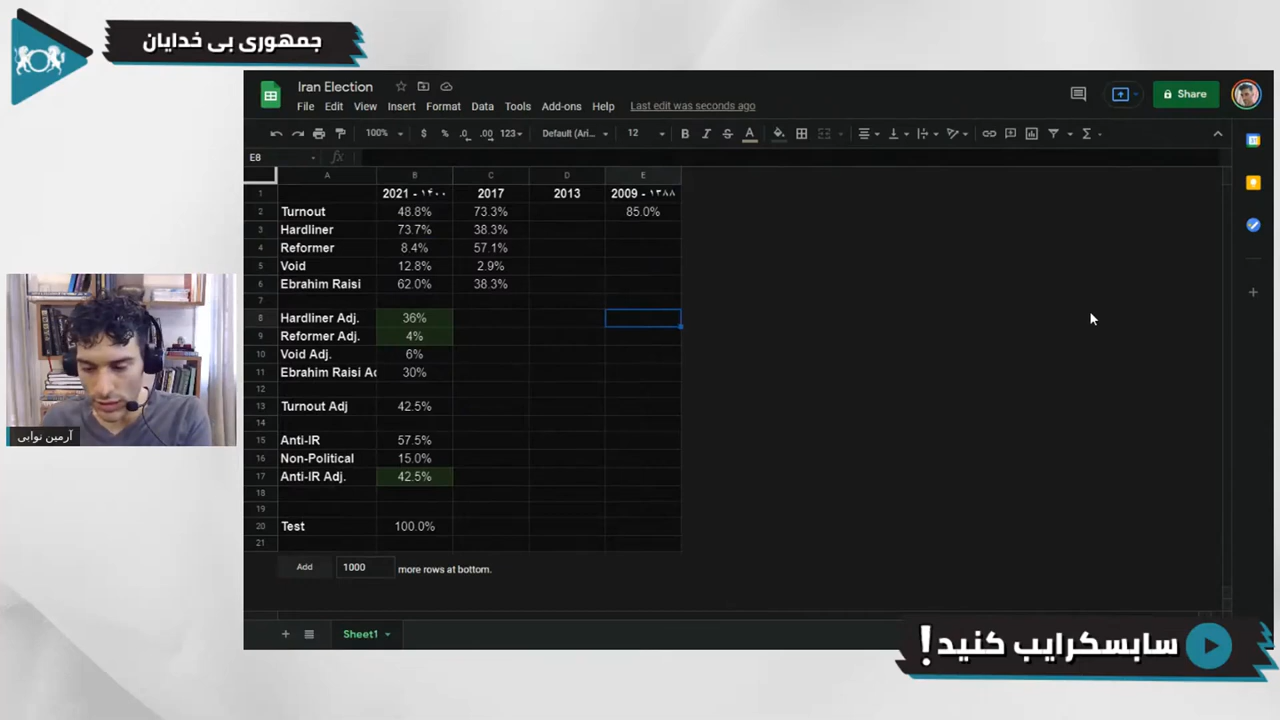 جمهوری بی خدایان
Iran Election
File Edit View Insert Format Data Tools Add-ons Help Last edit was seconds ago
Share
100% $ % .0 .00 123 Default (Ari... 12 B I S A
E8 fx
A B C D E
1 2021 - ۱۴۰۰ 2017 2013 2009 - ۱۳۸۸
2 Turnout 48.8% 73.3% 85.0%
3 Hardliner 73.7% 38.3%
4 Reformer 8.4% 57.1%
5 Void 12.8% 2.9%
6 Ebrahim Raisi 62.0% 38.3%
7
8 Hardliner Adj. 36%
9 Reformer Adj. 4%
10 Void Adj. 6%
11 Ebrahim Raisi Ac 30%
12
13 Turnout Adj 42.5%
14
15 Anti-IR 57.5%
16 Non-Political 15.0%
17 Anti-IR Adj. 42.5%
18
19
20 Test 100.0%
21
Add 1000 more rows at bottom.
Sheet1
آرمین نوابی
سابسکرایب کنید!